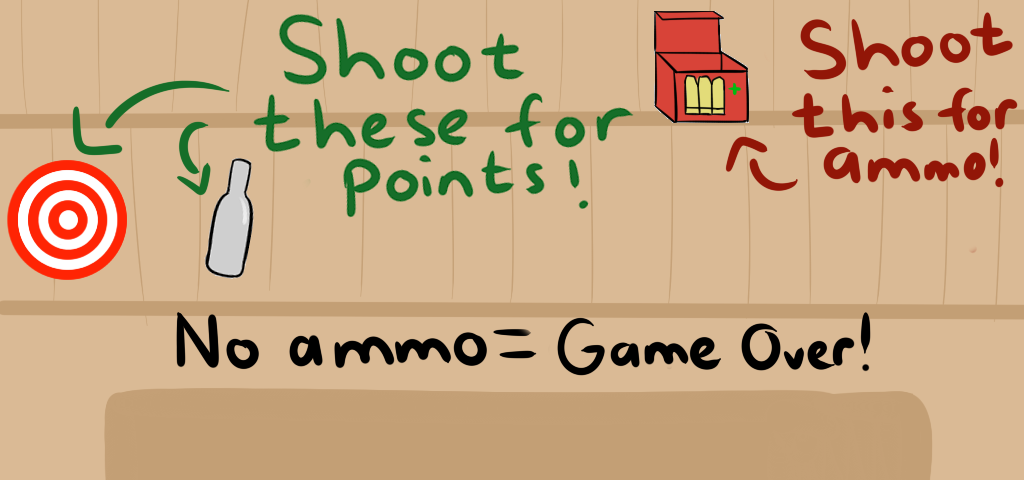 Shoot
these for
points!
Shoot
this for
ammo!
No ammo = Game Over!